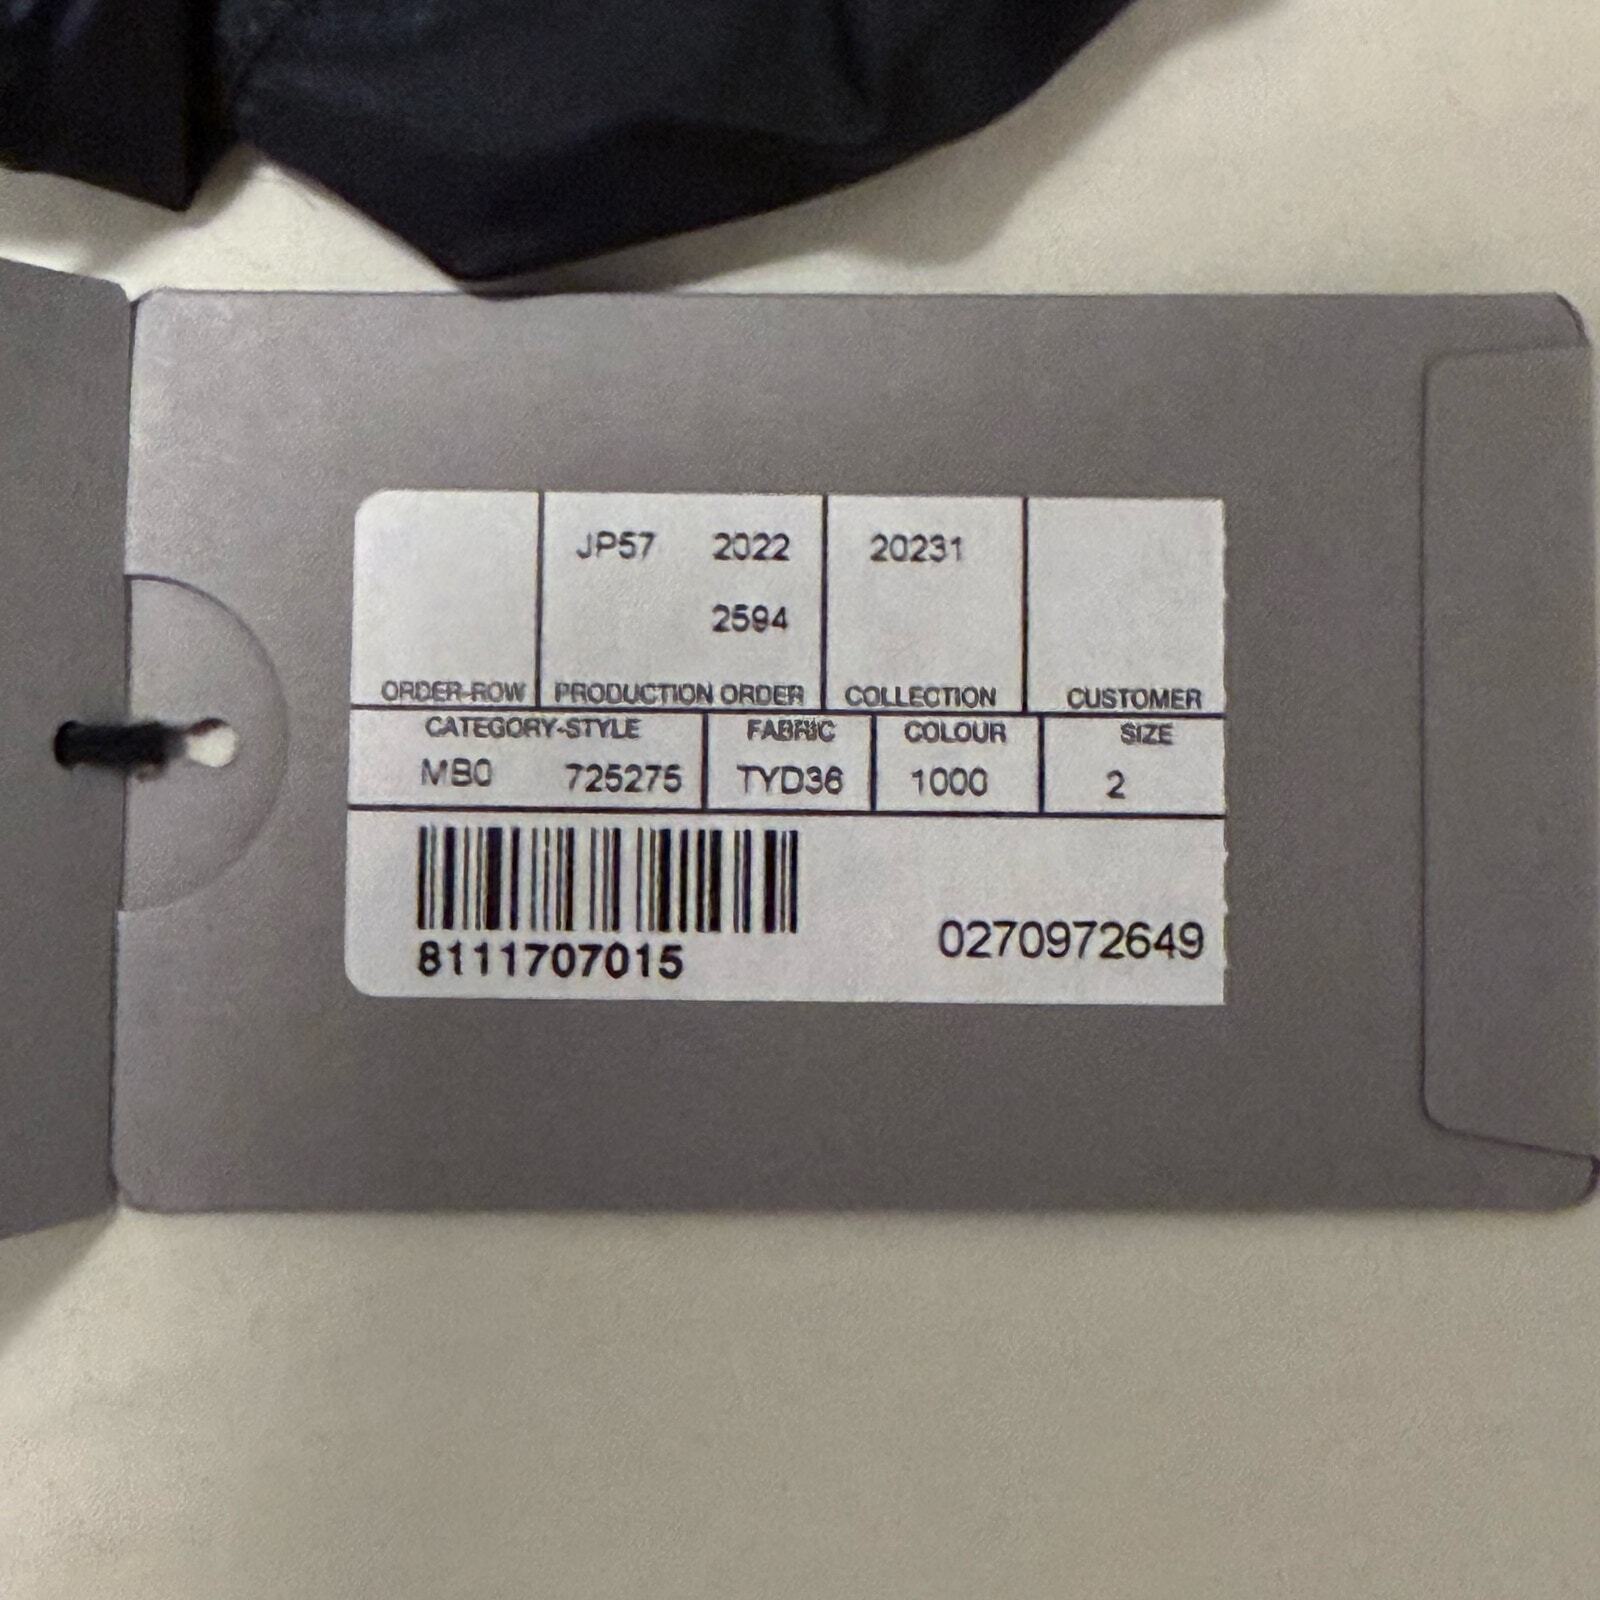 JP57 2022 20231
2594
ORDER-ROW PRODUCTION ORDER COLLECTION CUSTOMER
CATEGORY-STYLE FABRIC COLOUR SIZE
MB0 725275 TYD36 1000 2
8111707015 0270972649